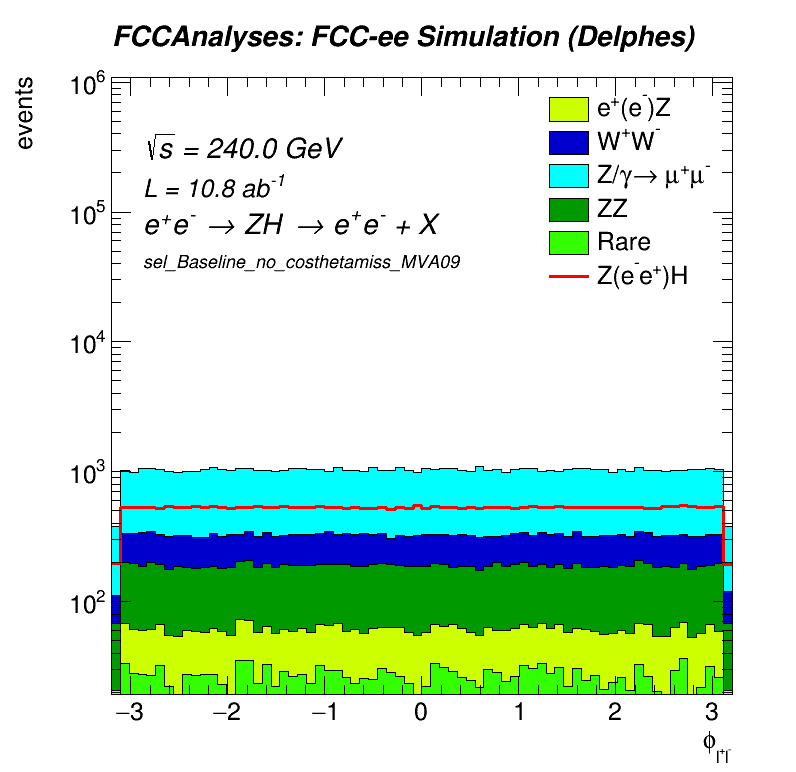 FCCAnalyses: FCC-ee Simulation (Delphes)
events
10⁶
10⁵
10⁴
10³
10²
√s = 240.0 GeV
L = 10.8 ab⁻¹
e⁺e⁻ → ZH → e⁺e⁻ + X
sel_Baseline_no_costhetamiss_MVA09
e⁺(e⁻)Z
W⁺W⁻
Z/γ→ μ⁺μ⁻
ZZ
Rare
Z(e⁻e⁺)H
−3 −2 −1 0 1 2 3
ϕ_l⁺l⁻